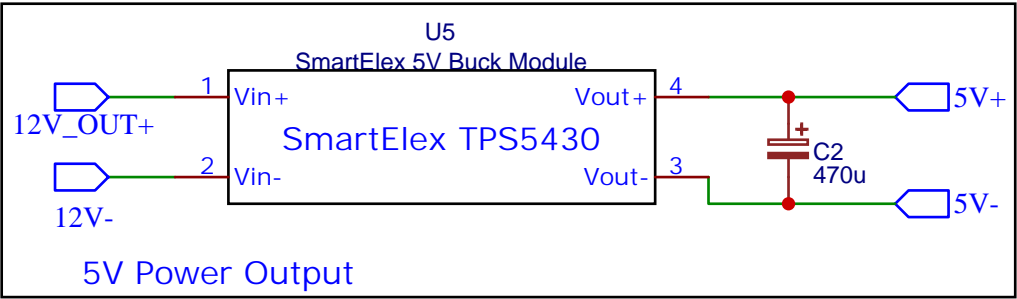 U5
SmartElex 5V Buck Module
1
Vin+
Vout+
4
12V_OUT+
5V+
SmartElex TPS5430
+
C2
470u
2
Vin-
Vout-
3
12V-
5V-
5V Power Output